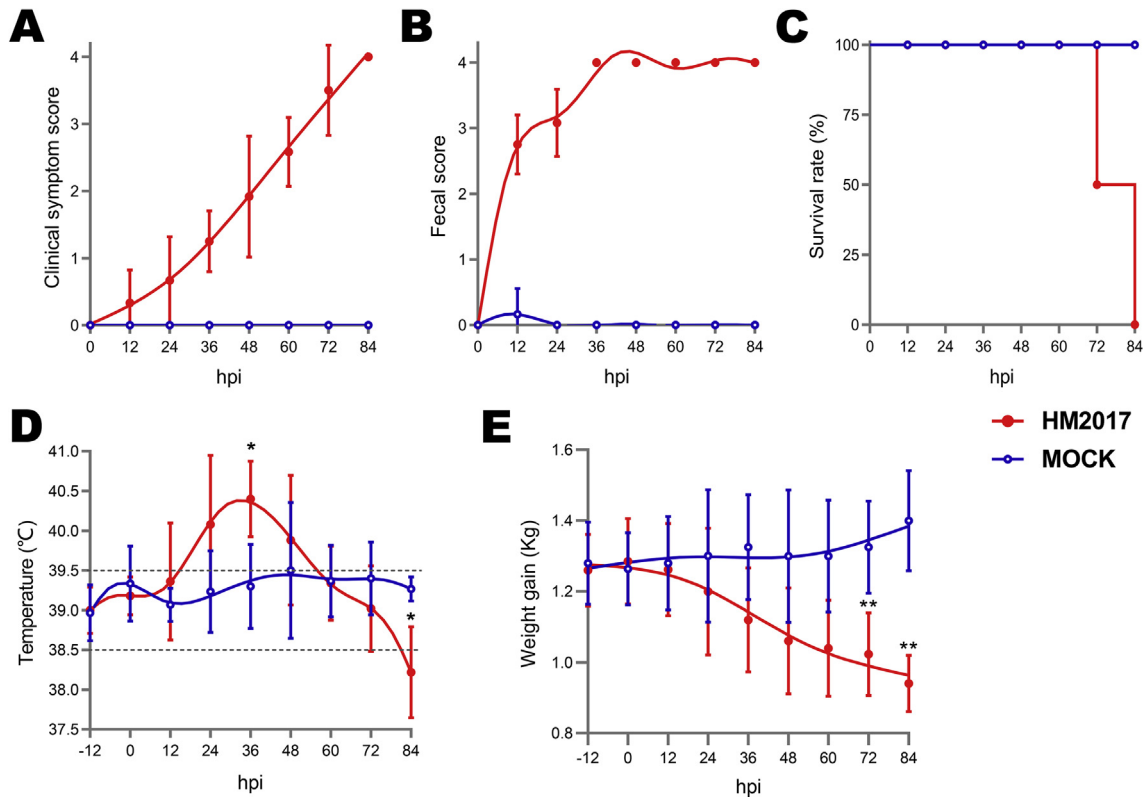 A
Clinical symptom score
4
3
2
1
0
0 12 24 36 48 60 72 84
hpi
B
Fecal score
4
3
2
1
0
0 12 24 36 48 60 72 84
hpi
C
Survival rate (%)
100
75
50
25
0
0 12 24 36 48 60 72 84
hpi
D
Temperature (℃)
41.0
40.5
40.0
39.5
39.0
38.5
38.0
37.5
*
*
-12 0 12 24 36 48 60 72 84
hpi
E
Weight gain (Kg)
1.6
1.4
1.2
1.0
0.8
**
**
-12 0 12 24 36 48 60 72 84
hpi
HM2017
MOCK